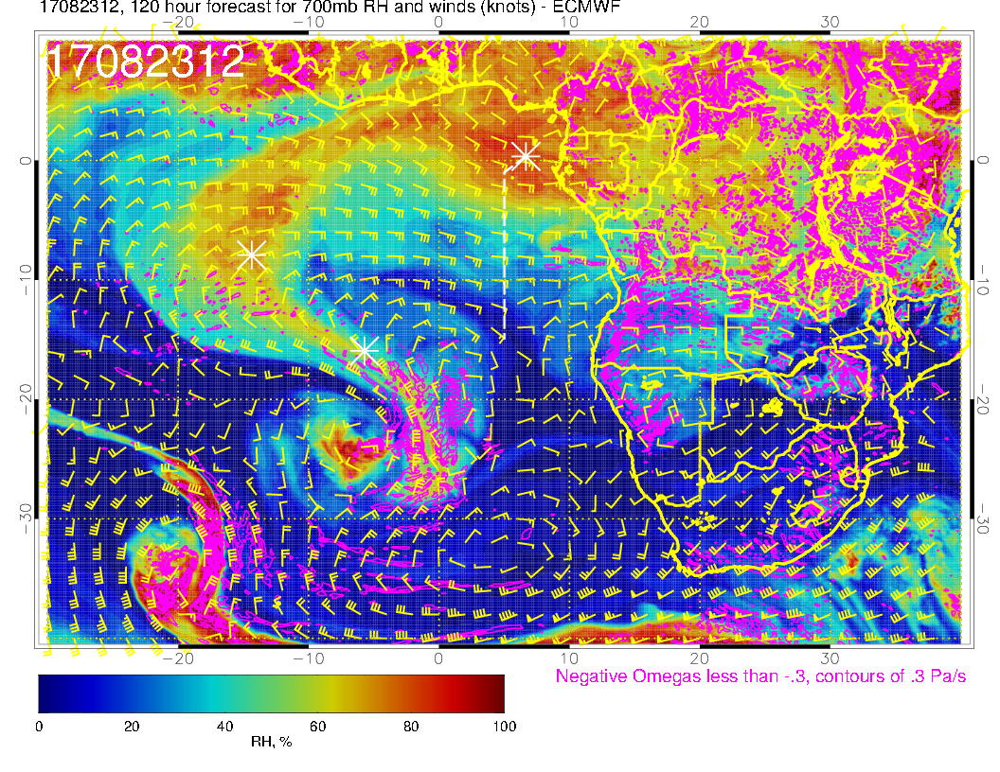 17082312, 120 hour forecast for 700mb RH and winds (knots) - ECMWF
-20 -10 0 10 20 30
17082312
0 0
-10 -10
-20 -20
-30 -30
-20 -10 0 10 20 30
Negative Omegas less than -.3, contours of .3 Pa/s
0 20 40 60 80 100
RH, %